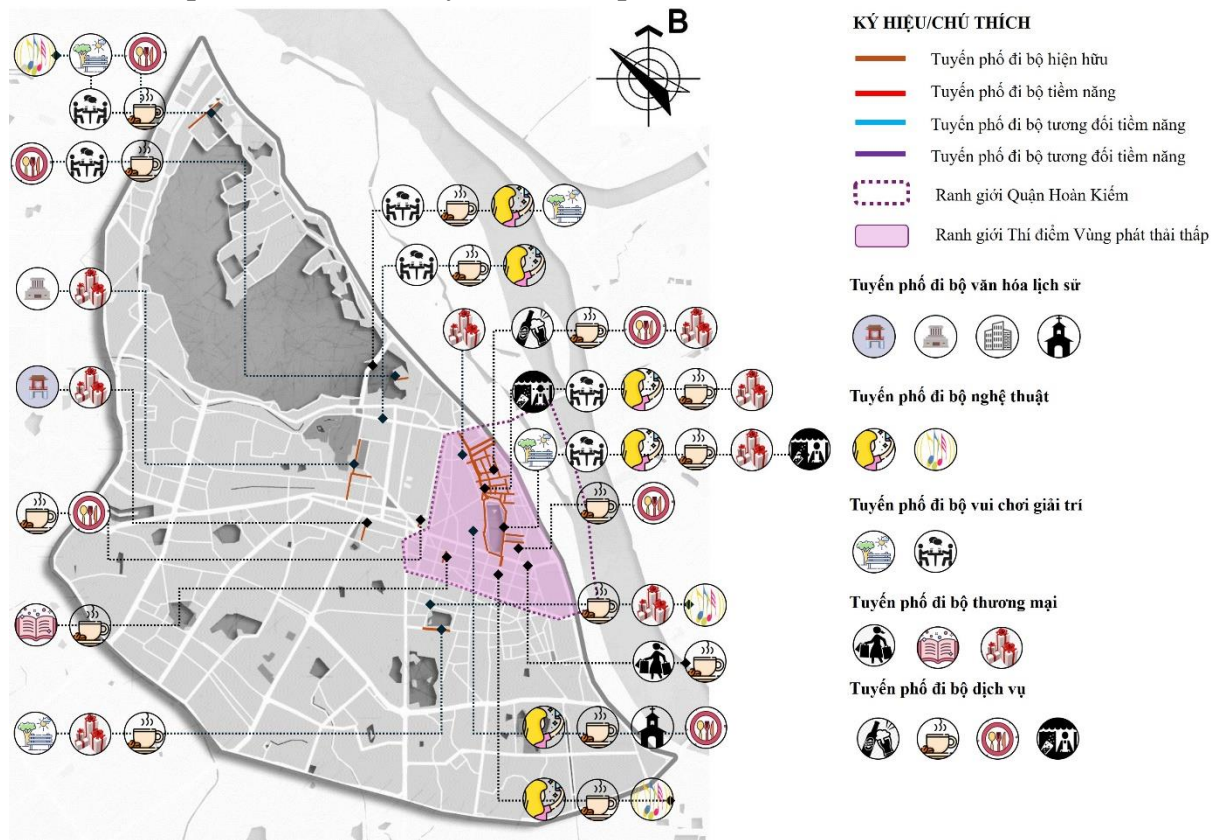 B
KÝ HIỆU/CHÚ THÍCH
Tuyến phố đi bộ hiện hữu
Tuyến phố đi bộ tiềm năng
Tuyến phố đi bộ tương đối tiềm năng
Tuyến phố đi bộ tương đối tiềm năng
Ranh giới Quận Hoàn Kiếm
Ranh giới Thí điểm Vùng phát thải thấp
Tuyến phố đi bộ văn hóa lịch sử
Tuyến phố đi bộ nghệ thuật
Tuyến phố đi bộ vui chơi giải trí
Tuyến phố đi bộ thương mại
Tuyến phố đi bộ dịch vụ